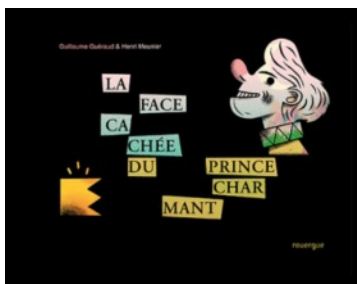 Guillaume Guéraud & Henri Meunier
LA
FACE
CA
CHÉE
DU PRINCE
CHAR
MANT
rouergue